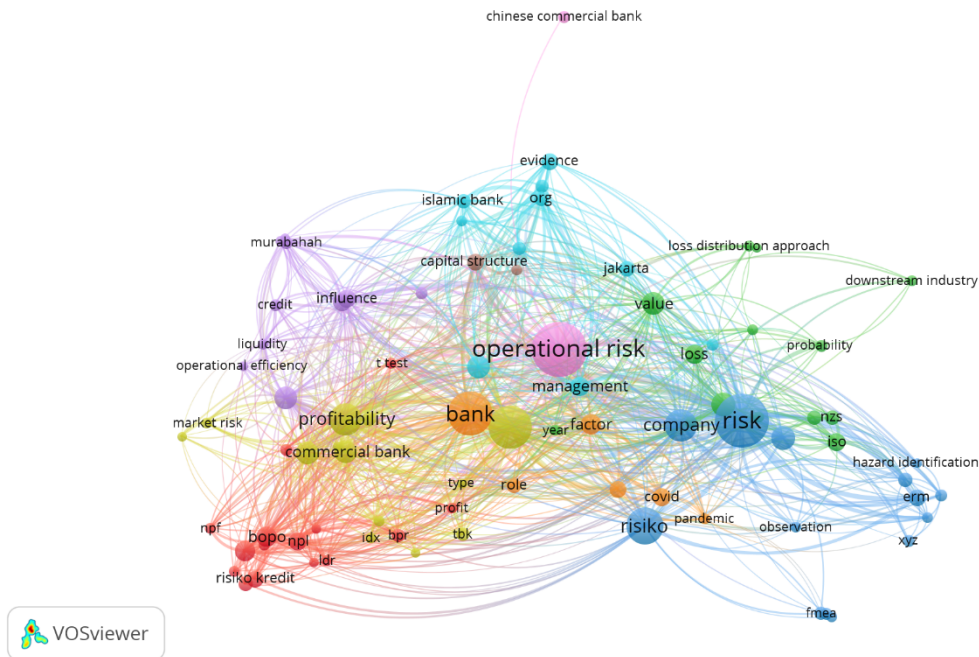 chinese commercial bank
evidence
islamic bank
org
murabahah
loss distribution approach
capital structure
jakarta
downstream industry
credit
influence
value
liquidity
operational risk
loss
probability
operational efficiency
t test
management
market risk
profitability
bank
year
factor
company
risk
nzs
iso
commercial bank
hazard identification
type
role
covid
erm
npf
bopo
npl
idx
bpr
profit
tbk
risiko
pandemic
observation
xyz
risiko kredit
ldr
fmea
VOSviewer